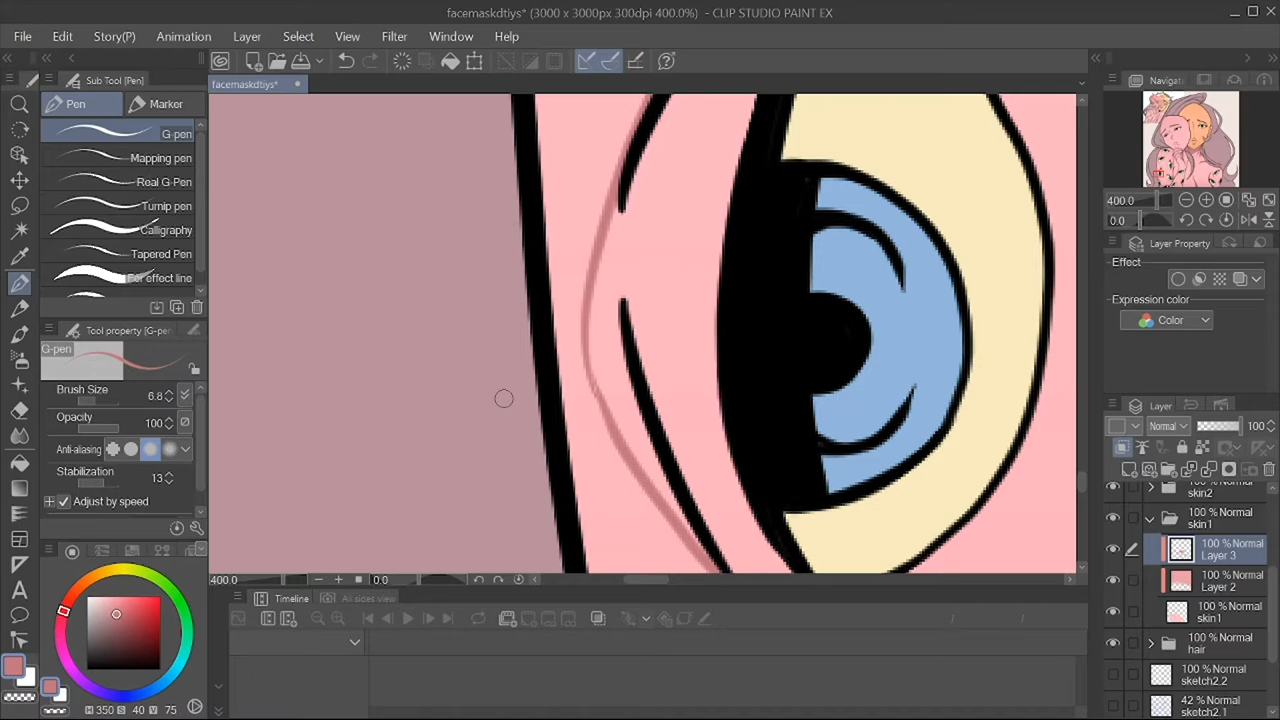 facemaskdtiys* (3000 x 3000px 300dpi 400.0%) - CLIP STUDIO PAINT EX
File Edit Story(P) Animation Layer Select View Filter Window Help
Sub Tool [Pen]
facemaskdtiys*
Pen
Marker
G-pen
Mapping pen
Real G-Pen
Turnip pen
Calligraphy
Tapered Pen
For effect line
Tool property [G-pen
G-pen
Brush Size 6.8
Opacity 100
Anti-aliasing
Stabilization 13
Adjust by speed
H 350 S 40 V 75
400.0 0.0
Timeline
All sides view
Navigat
400.0
0.0
Layer Property
Effect
Expression color
Color
Layer
Normal 100
100 % Normal
skin2
100 % Normal
skin1
100 % Normal
Layer 3
100 % Normal
Layer 2
100 % Normal
skin1
100 % Normal
hair
100 % Normal
sketch2.2
42 % Normal
sketch2.1